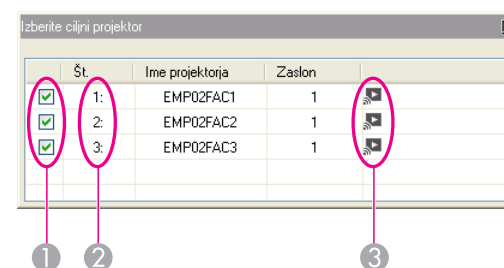 Izberite ciljni projektor
Št. Ime projektorja Zaslon
1: EMP02FAC1 1
2: EMP02FAC2 1
3: EMP02FAC3 1
1 2 3